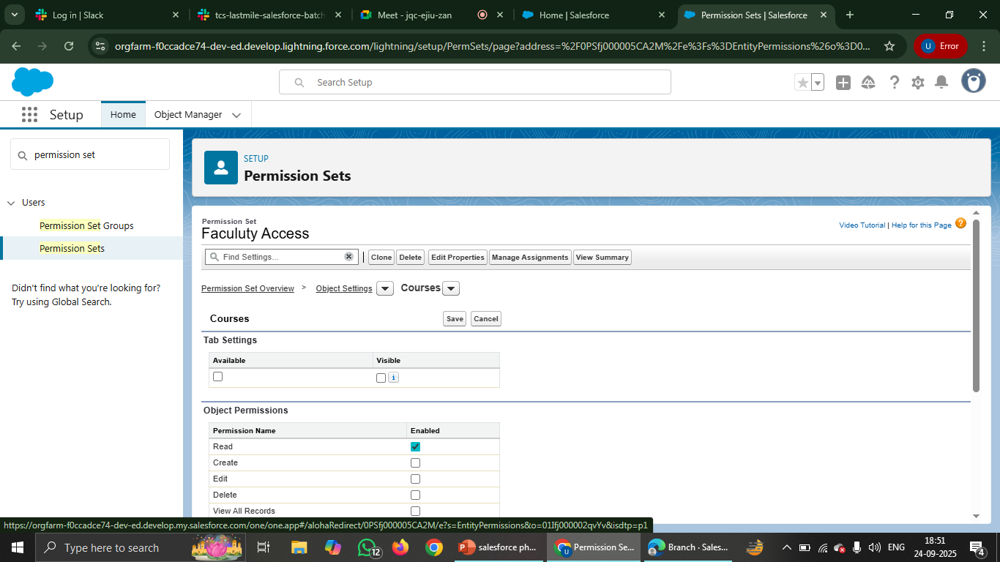 Log in | Slack
tcs-lastmile-salesforce-batch
Meet - jqc-ejiu-zan
Home | Salesforce
Permission Sets | Salesforce
orgfarm-f0ccadce74-dev-ed.develop.lightning.force.com/lightning/setup/PermSets/page?address=%2F0PSfj000005CA2M%2Fe%3Fs%3DEntityPermissions%26o%3D0...
U Error
Search Setup
Setup
Home
Object Manager
permission set
SETUP
Permission Sets
Users
Permission Set Groups
Permission Sets
Didn't find what you're looking for?
Try using Global Search.
Permission Set
Faculuty Access
Video Tutorial | Help for this Page
Find Settings...
Clone
Delete
Edit Properties
Manage Assignments
View Summary
Permission Set Overview > Object Settings Courses
Courses
Save
Cancel
Tab Settings
Available Visible
i
Object Permissions
Permission Name Enabled
Read
Create
Edit
Delete
View All Records
https://orgfarm-f0ccadce74-dev-ed.develop.my.salesforce.com/one/one.app#/alohaRedirect/0PSfj000005CA2M/e?s=EntityPermissions&o=01Ifj000002qvYv&isdtp=p1
Type here to search
12
salesforce ph...
U
Permission Se...
Branch · Sales...
ENG
18:51
24-09-2025
4